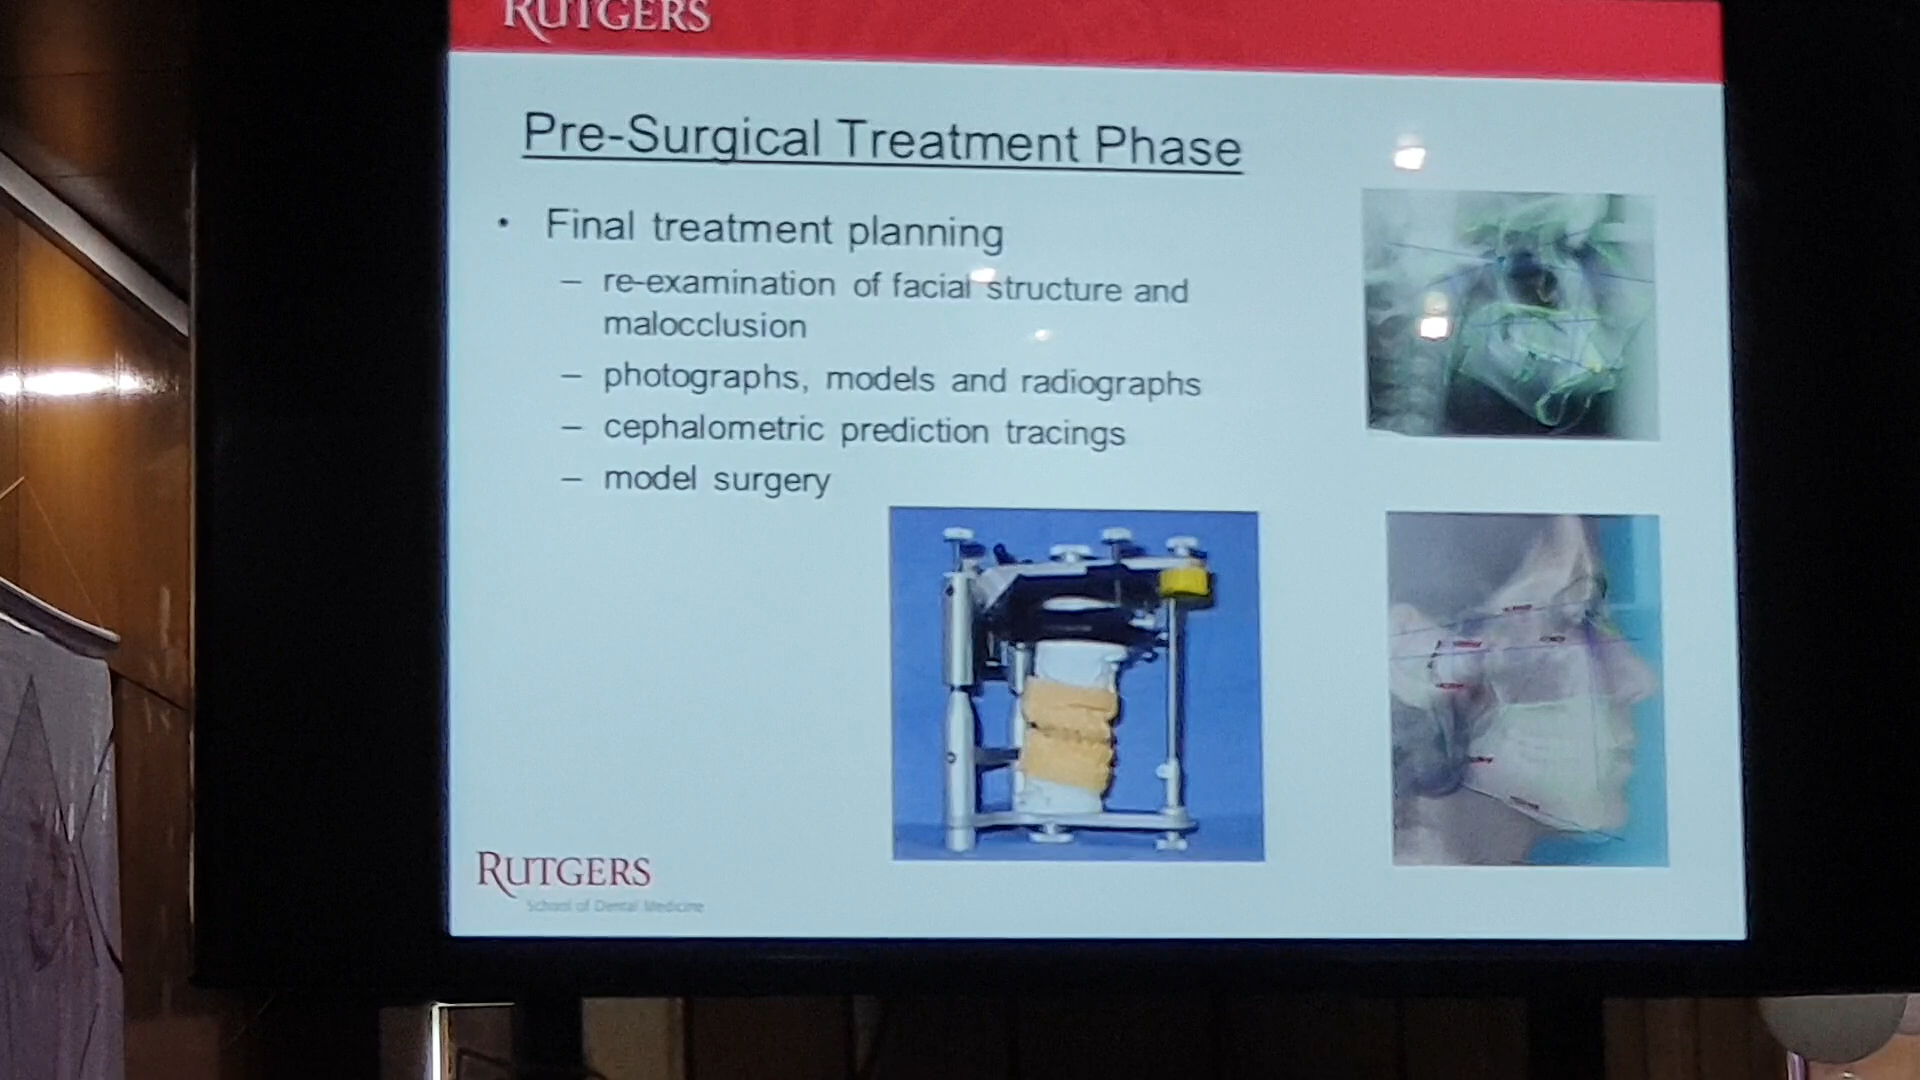 RUTGERS
Pre-Surgical Treatment Phase
• Final treatment planning
– re-examination of facial structure and
malocclusion
– photographs, models and radiographs
– cephalometric prediction tracings
– model surgery
RUTGERS
School of Dental Medicine